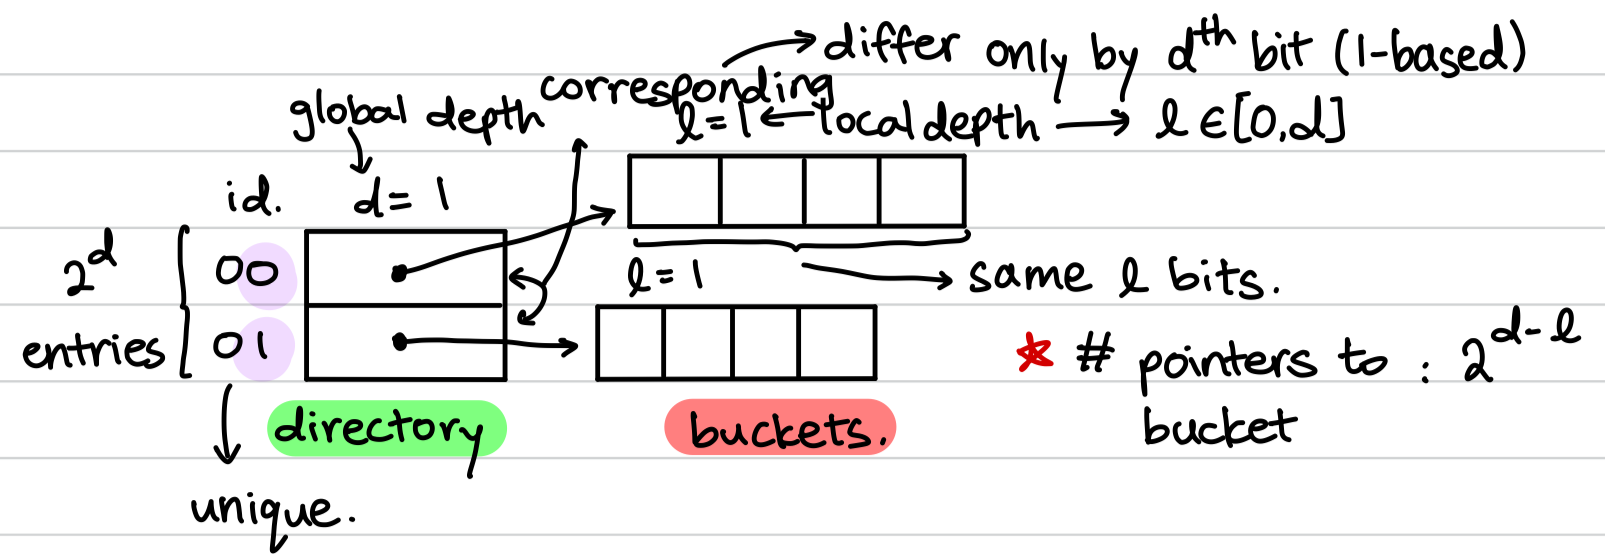 differ only by dᵗʰ bit (1-based)
corresponding
global depth
l = 1 ← local depth → l ∈ [0,d]
id. d = 1
2ᵈ entries
00
01
l = 1
same l bits.
* # pointers to bucket : 2ᵈ⁻ˡ
directory
buckets.
unique.